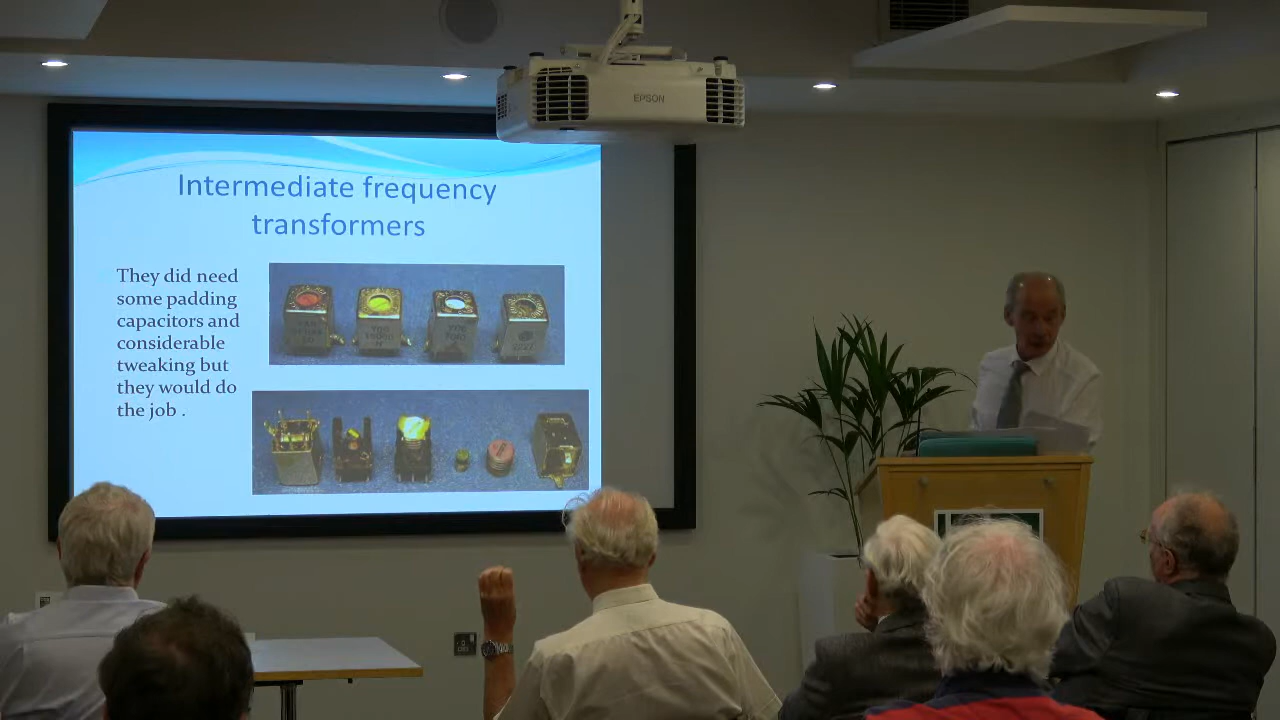 EPSON
Intermediate frequency
transformers
They did need
some padding
capacitors and
considerable
tweaking but
they would do
the job .